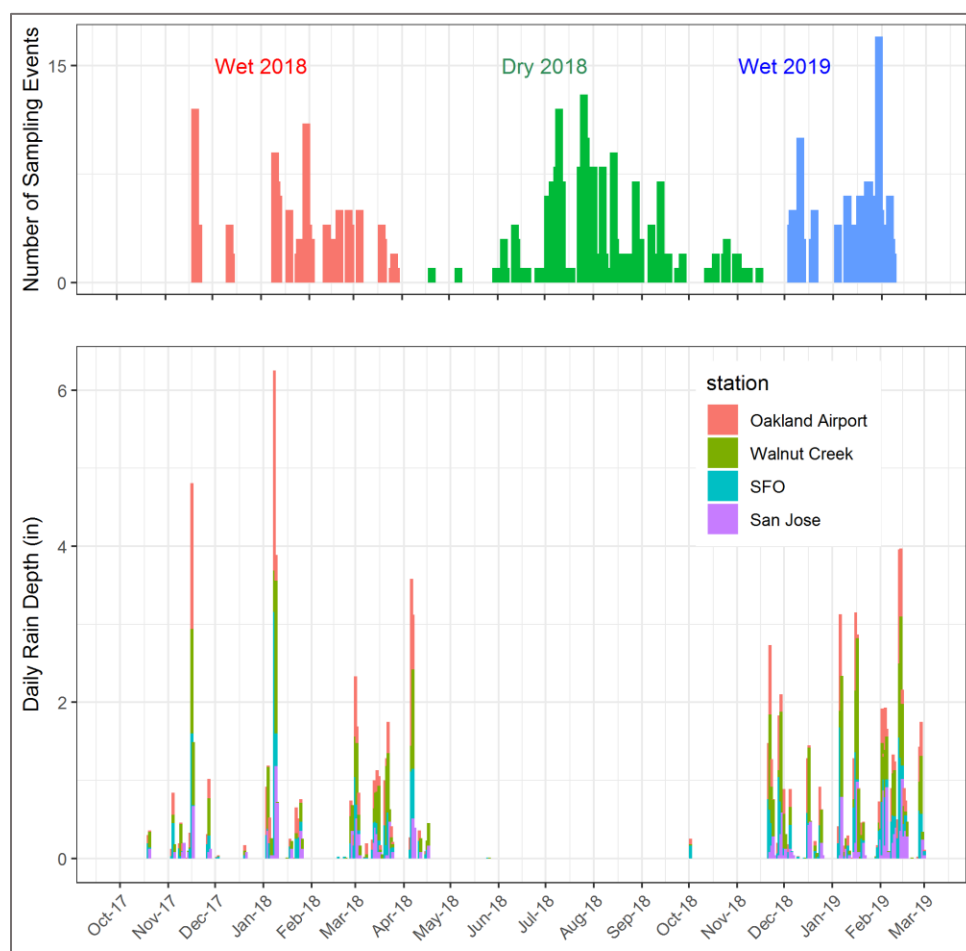 Number of Sampling Events
15
0
Wet 2018
Dry 2018
Wet 2019
Daily Rain Depth (in)
6
4
2
0
station
Oakland Airport
Walnut Creek
SFO
San Jose
Oct-17
Nov-17
Dec-17
Jan-18
Feb-18
Mar-18
Apr-18
May-18
Jun-18
Jul-18
Aug-18
Sep-18
Oct-18
Nov-18
Dec-18
Jan-19
Feb-19
Mar-19